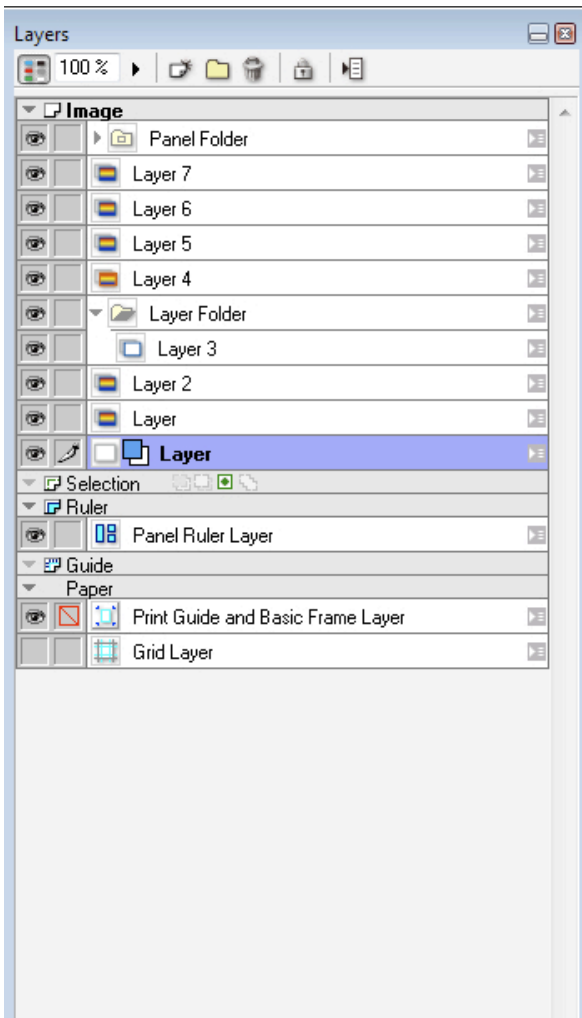 Layers
100 %
Image
Panel Folder
Layer 7
Layer 6
Layer 5
Layer 4
Layer Folder
Layer 3
Layer 2
Layer
Layer
Selection
Ruler
Panel Ruler Layer
Guide
Paper
Print Guide and Basic Frame Layer
Grid Layer